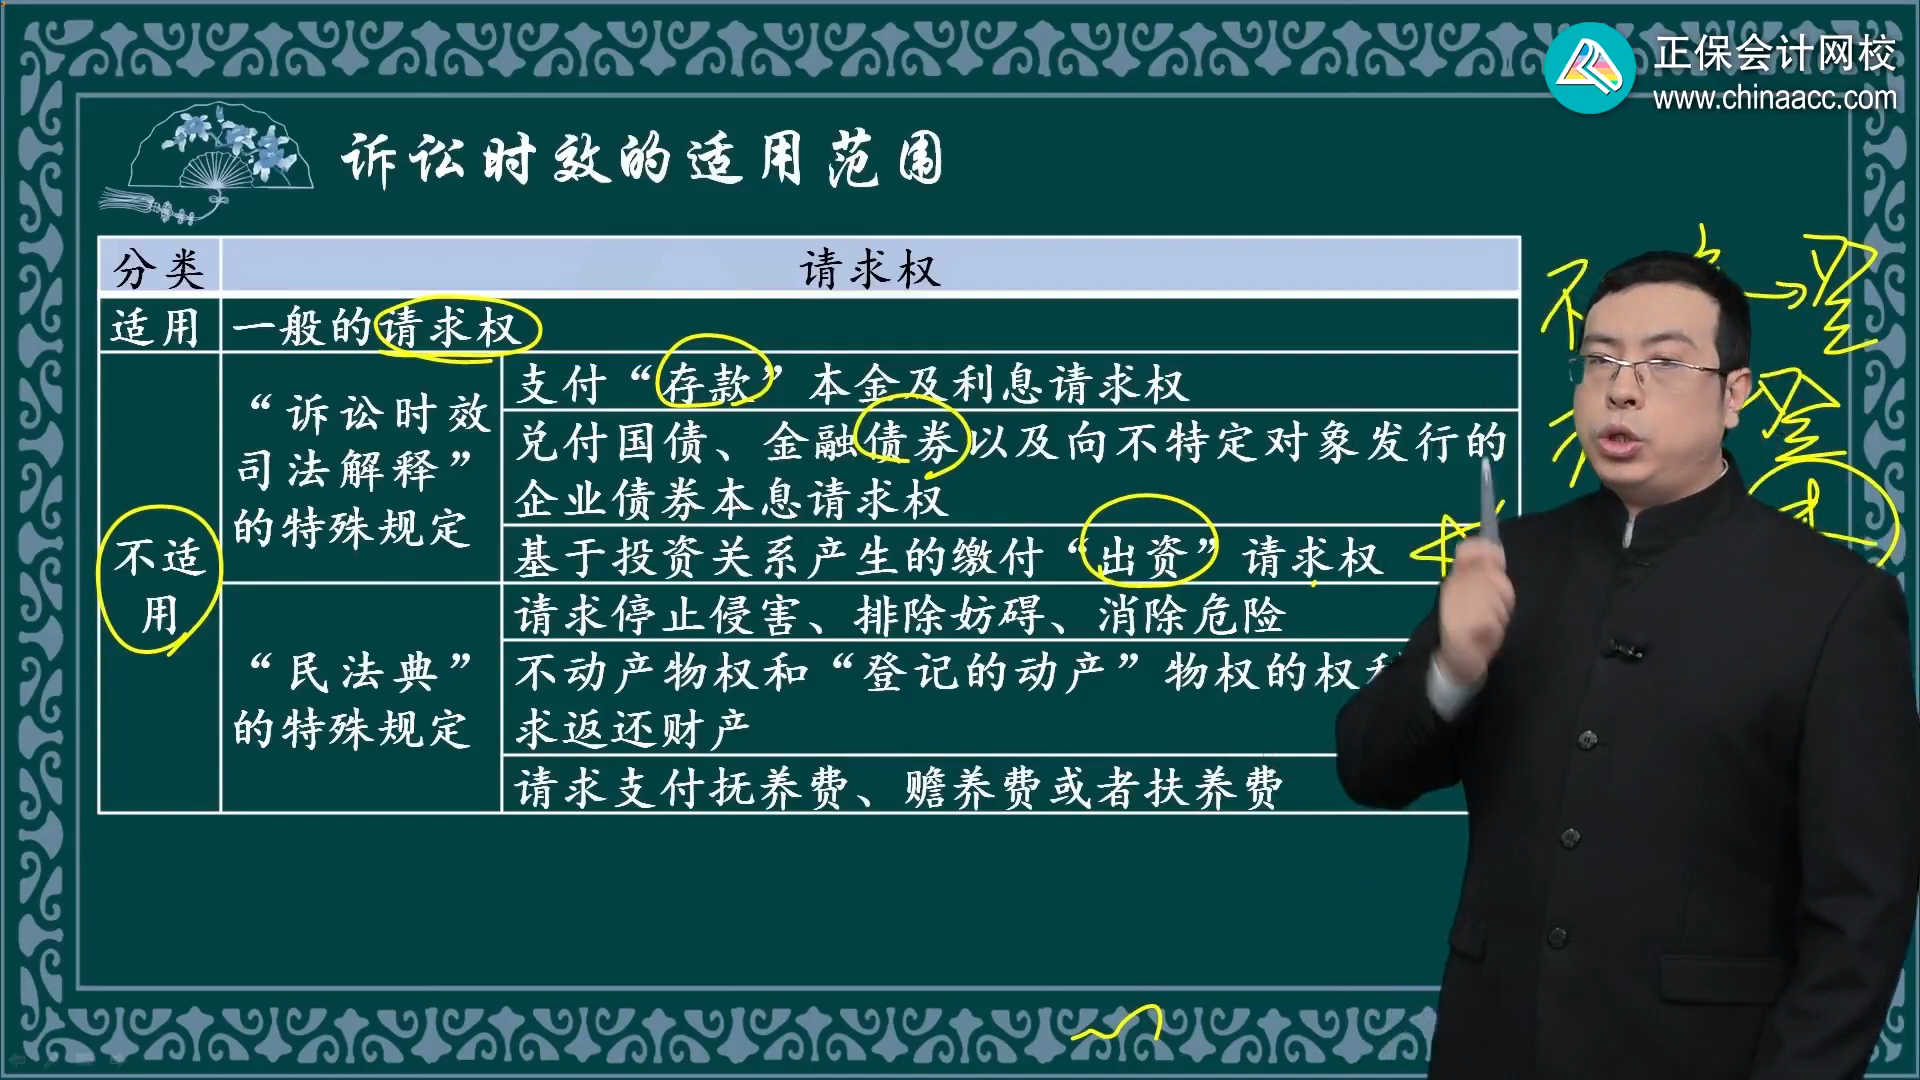 正保会计网校
www.chinaacc.com
诉讼时效的适用范围
分类
请求权
适用
一般的请求权
不适
用
“诉讼时效
司法解释”
的特殊规定
支付“存款”本金及利息请求权
兑付国债、金融债券以及向不特定对象发行的
企业债券本息请求权
基于投资关系产生的缴付“出资”请求权
“民法典”
的特殊规定
请求停止侵害、排除妨碍、消除危险
不动产物权和“登记的动产”物权的权
求返还财产
请求支付抚养费、赡养费或者扶养费